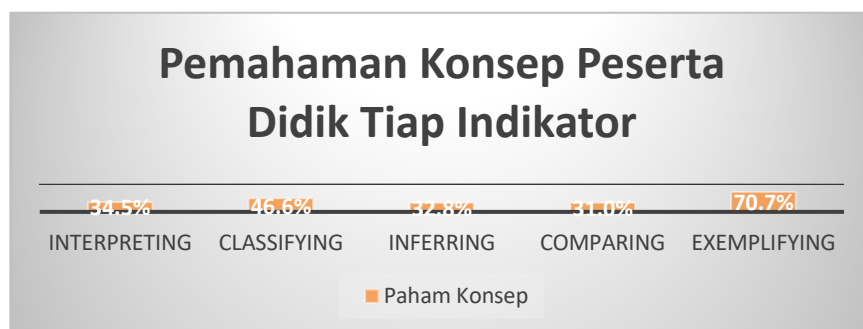 Pemahaman Konsep Peserta
Didik Tiap Indikator
34.5% 46.6% 32.8% 31.0% 70.7%
INTERPRETING CLASSIFYING INFERRING COMPARING EXEMPLIFYING
Paham Konsep